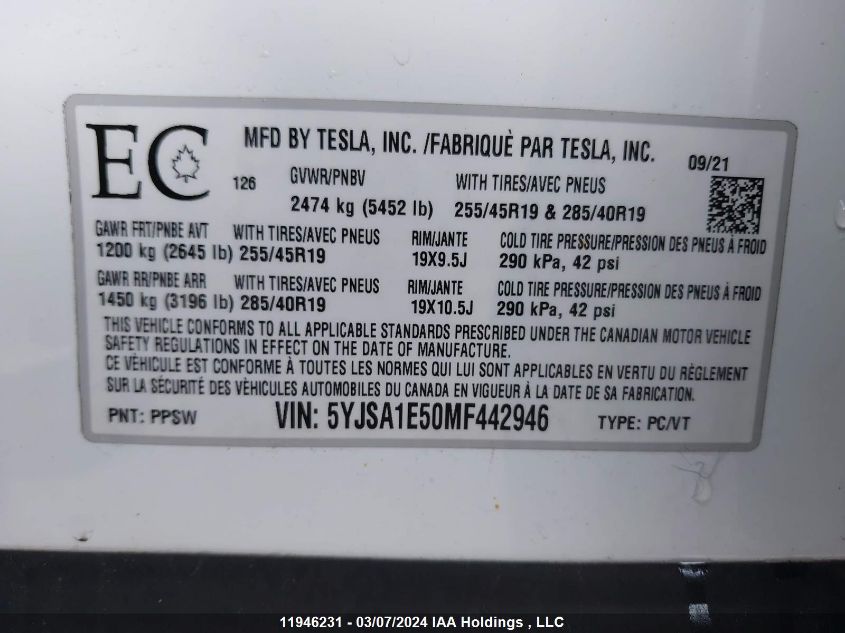 EC
MFD BY TESLA, INC. /FABRIQUÈ PAR TESLA, INC. 09/21
126 GVWR/PNBV WITH TIRES/AVEC PNEUS
2474 kg (5452 lb) 255/45R19 & 285/40R19
GAWR FRT/PNBE AVT WITH TIRES/AVEC PNEUS RIM/JANTE COLD TIRE PRESSURE/PRESSION DES PNEUS À FROID
1200 kg (2645 lb) 255/45R19 19X9.5J 290 kPa, 42 psi
GAWR RR/PNBE ARR WITH TIRES/AVEC PNEUS RIM/JANTE COLD TIRE PRESSURE/PRESSION DES PNEUS À FROID
1450 kg (3196 lb) 285/40R19 19X10.5J 290 kPa, 42 psi
THIS VEHICLE CONFORMS TO ALL APPLICABLE STANDARDS PRESCRIBED UNDER THE CANADIAN MOTOR VEHICLE
SAFETY REGULATIONS IN EFFECT ON THE DATE OF MANUFACTURE.
CE VÉHICULE EST CONFORME À TOUTES LES NORMES QUI LUI SONT APPLICABLES EN VERTU DU RÈGLEMENT
SUR LA SÉCURITÉ DES VÉHICULES AUTOMOBILES DU CANADA EN VIGUEUR À LA DATE DE SA FABRICATION.
PNT: PPSW VIN: 5YJSA1E50MF442946 TYPE: PC/VT
11946231 - 03/07/2024 IAA Holdings , LLC